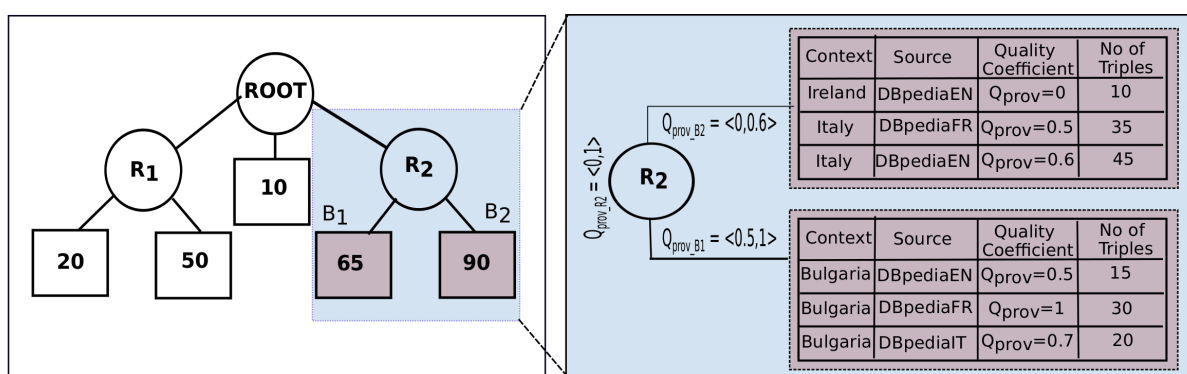 ROOT
R1
R2
10
B1
B2
20
50
65
90
Qprov_R2 = <0,1>
Qprov_B2 = <0,0.6>
R2
Qprov_B1 = <0.5,1>
Context Source Quality Coefficient No of Triples
Ireland DBpediaEN Qprov=0 10
Italy DBpediaFR Qprov=0.5 35
Italy DBpediaEN Qprov=0.6 45
Context Source Quality Coefficient No of Triples
Bulgaria DBpediaEN Qprov=0.5 15
Bulgaria DBpediaFR Qprov=1 30
Bulgaria DBpediaIT Qprov=0.7 20